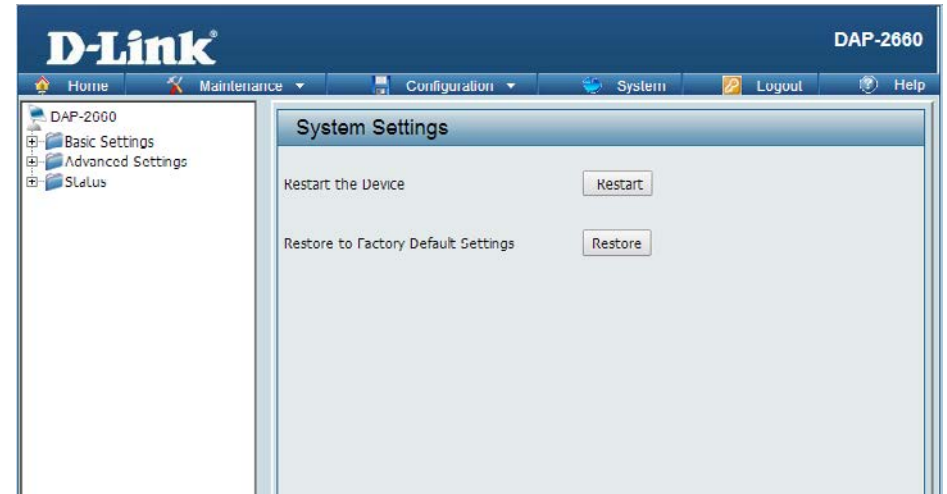 D-Link®
DAP-2660
Home Maintenance Configuration System Logout Help
DAP-2660
Basic Settings
Advanced Settings
Status
System Settings
Restart the Device Restart
Restore to Factory Default Settings Restore